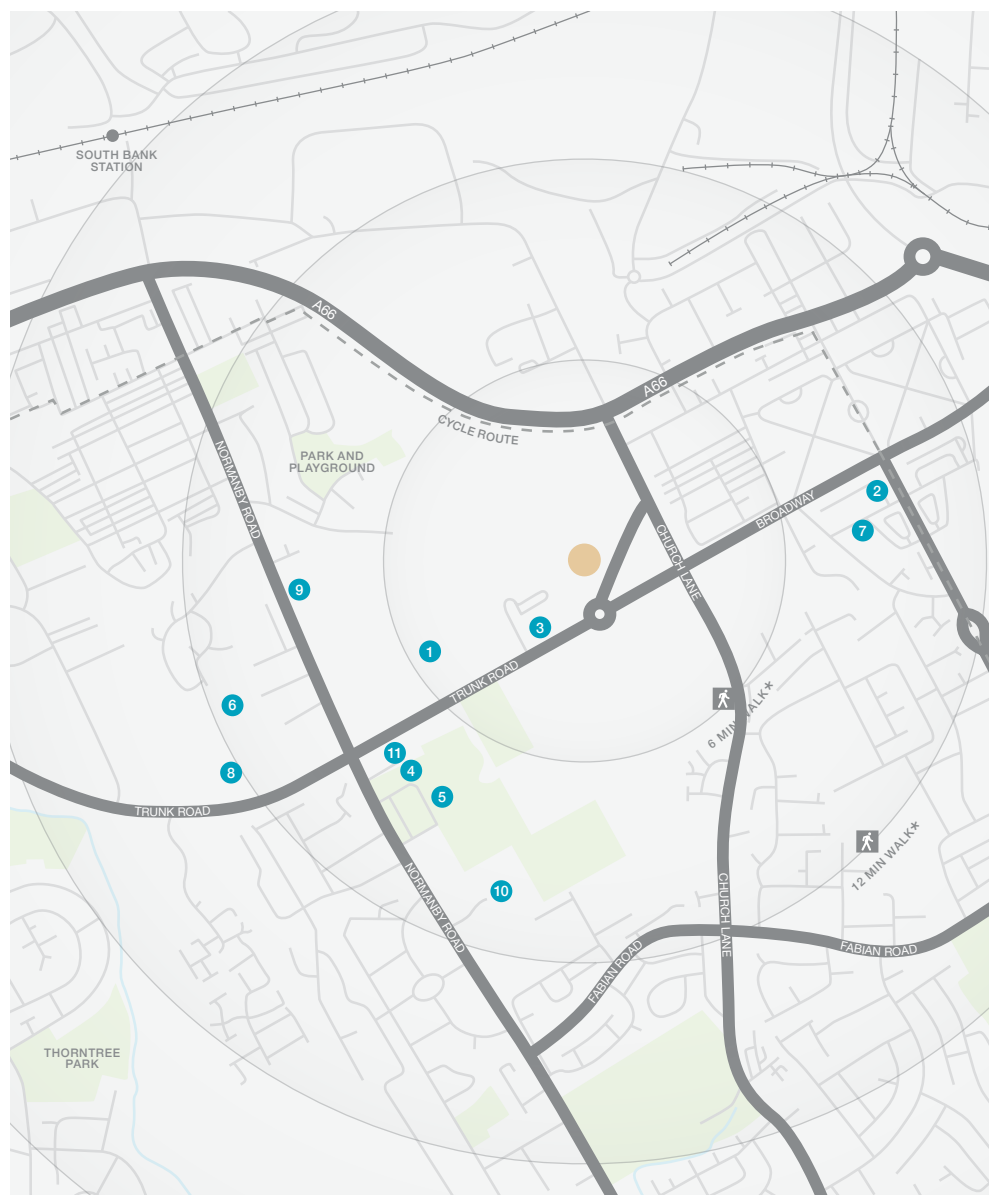 SOUTH BANK
STATION
A66
A66
CYCLE ROUTE
PARK AND
PLAYGROUND
NORMANBY ROAD
BROADWAY
2
7
CHURCH LANE
9
3
1
TRUNK ROAD
6 MIN WALK*
6
11
4
8
5
TRUNK ROAD
12 MIN WALK*
10
NORMANBY ROAD
CHURCH LANE
FABIAN ROAD
FABIAN ROAD
THORNTREE
PARK